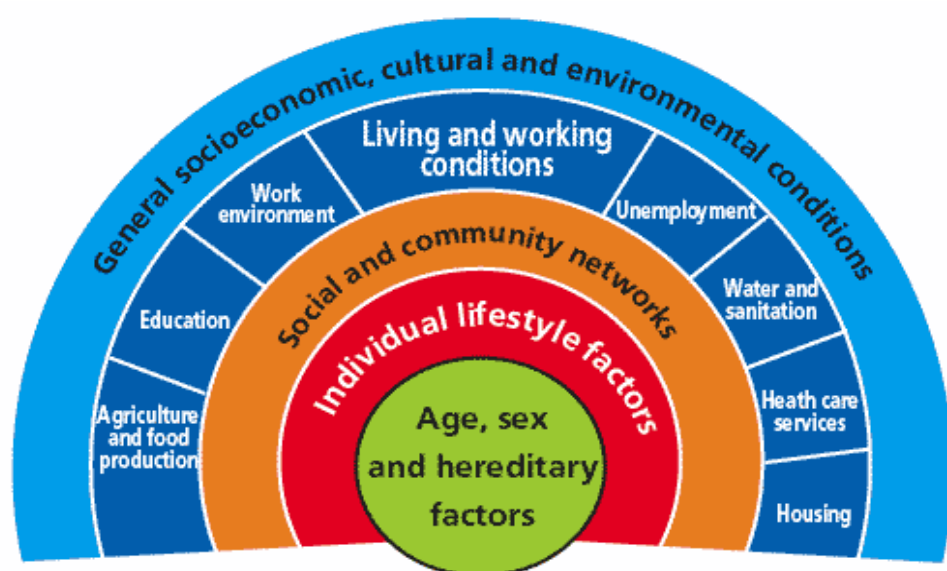 General socioeconomic, cultural and environmental conditions
Living and working
conditions
Work
environment
Unemployment
Education
Water and
sanitation
Agriculture
and food
production
Heath care
services
Housing
Social and community networks
Individual lifestyle factors
Age, sex
and hereditary
factors